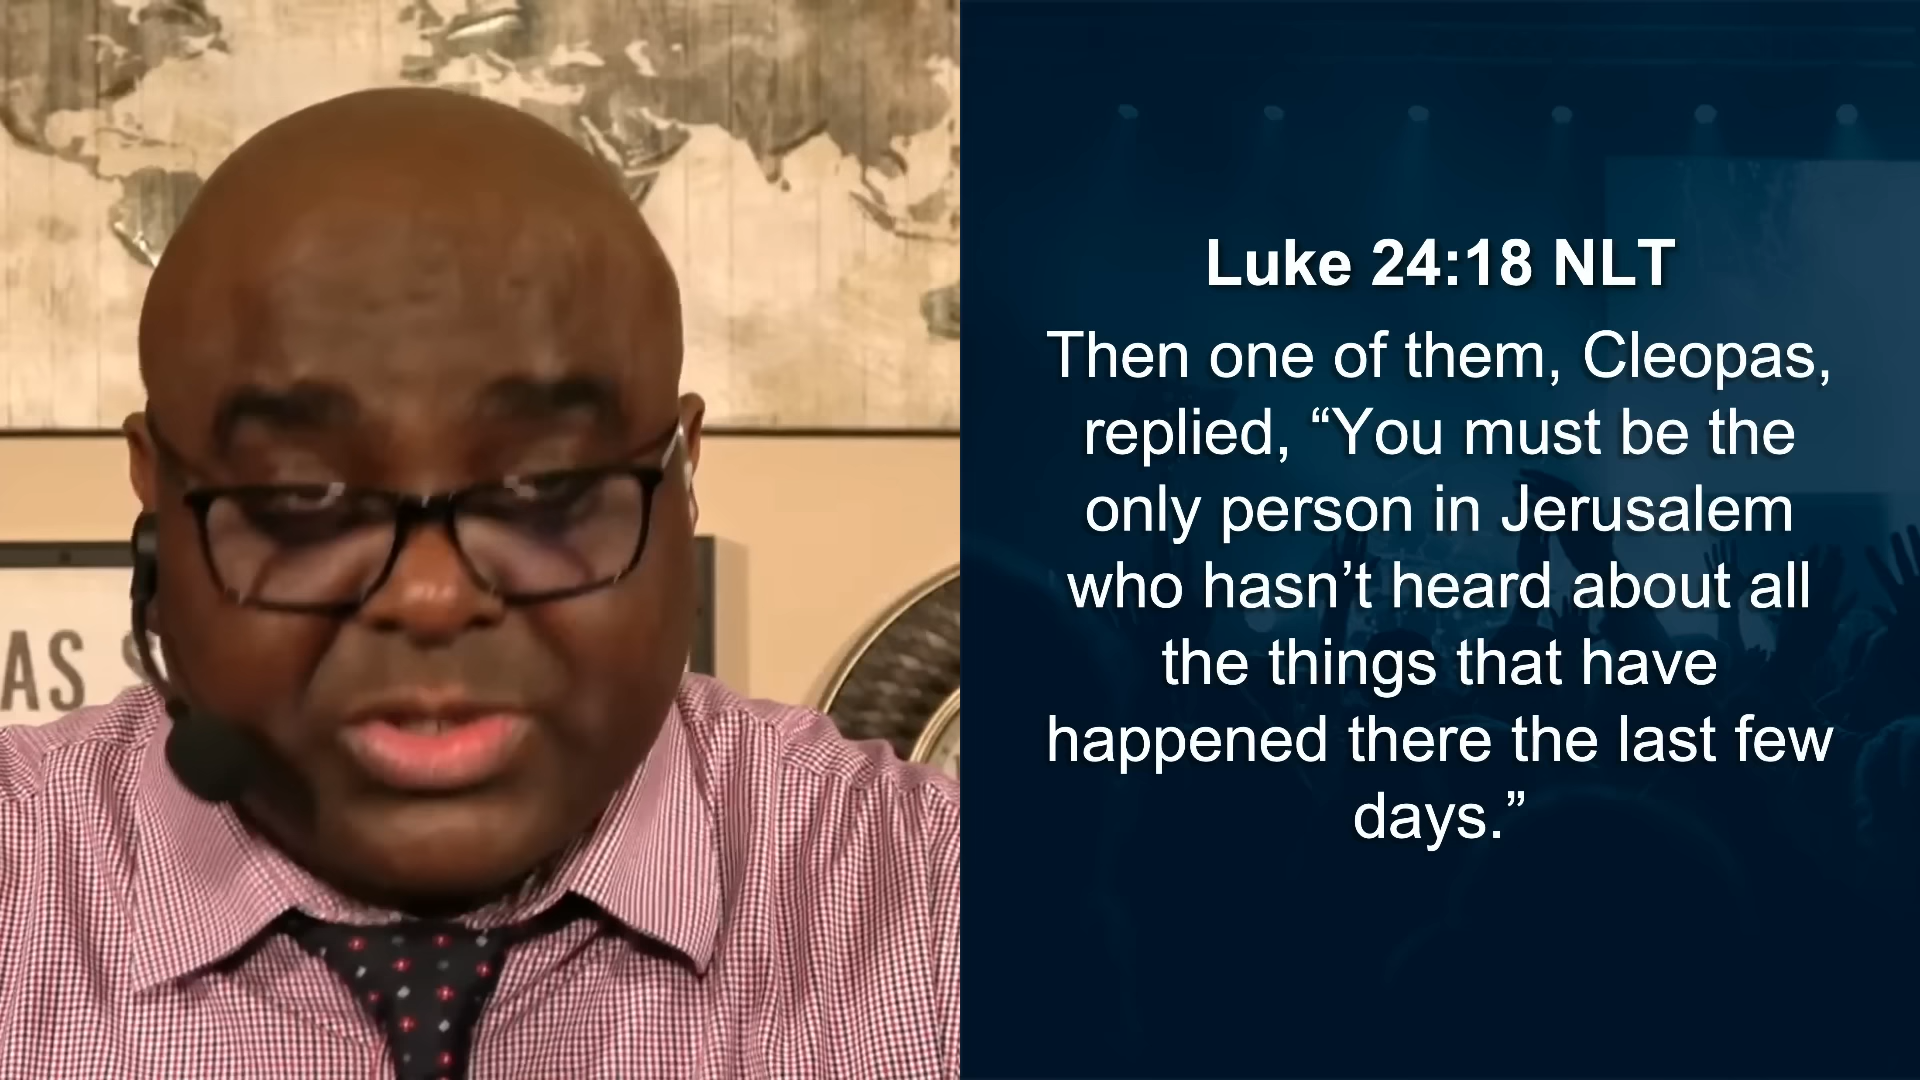 AS S
Luke 24:18 NLT
Then one of them, Cleopas,
replied, “You must be the
only person in Jerusalem
who hasn’t heard about all
the things that have
happened there the last few
days.”